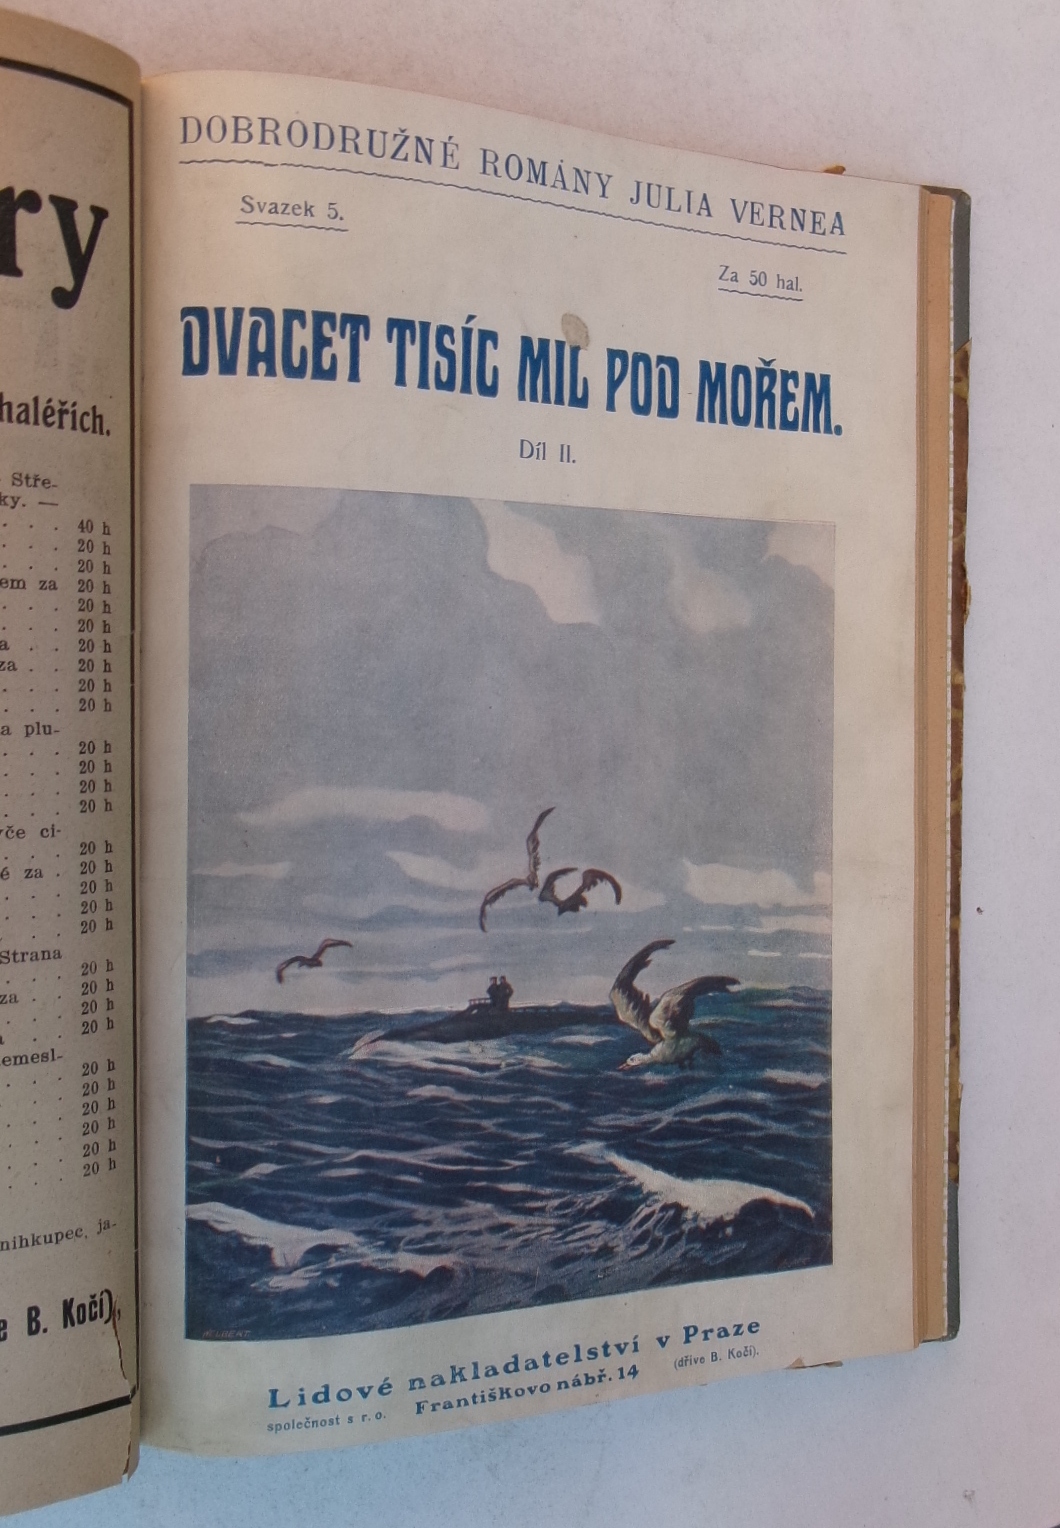 ry
haléřích.
Stře-
ky. —
. . . 40 h
. . . 20 h
. . . 20 h
em za 20 h
. . . 20 h
. . . 20 h
a . . 20 h
za . . 20 h
. . . 20 h
. . . 20 h
a plu-
. . . 20 h
. . . 20 h
. . . 20 h
. . . 20 h
če ci-
. . . 20 h
é za . 20 h
. . . 20 h
. . . 20 h
. . . 20 h
Strana
. . . 20 h
za . . 20 h
. . . 20 h
. . 20 h
emesl-
. . . 20 h
. . . 20 h
. . . 20 h
. . . 20 h
. . . 20 h
. . . 20 h
nihkupec, ja-
e B. Kočí),
DOBRODRUŽNÉ ROMÁNY JULIA VERNEA
Svazek 5.
Za 50 hal.
DVACET TISÍC MIL POD MOŘEM.
Díl II.
Lidové nakladatelství v Praze
společnost s r. o. Františkovo nábř. 14 (dříve B. Kočí).